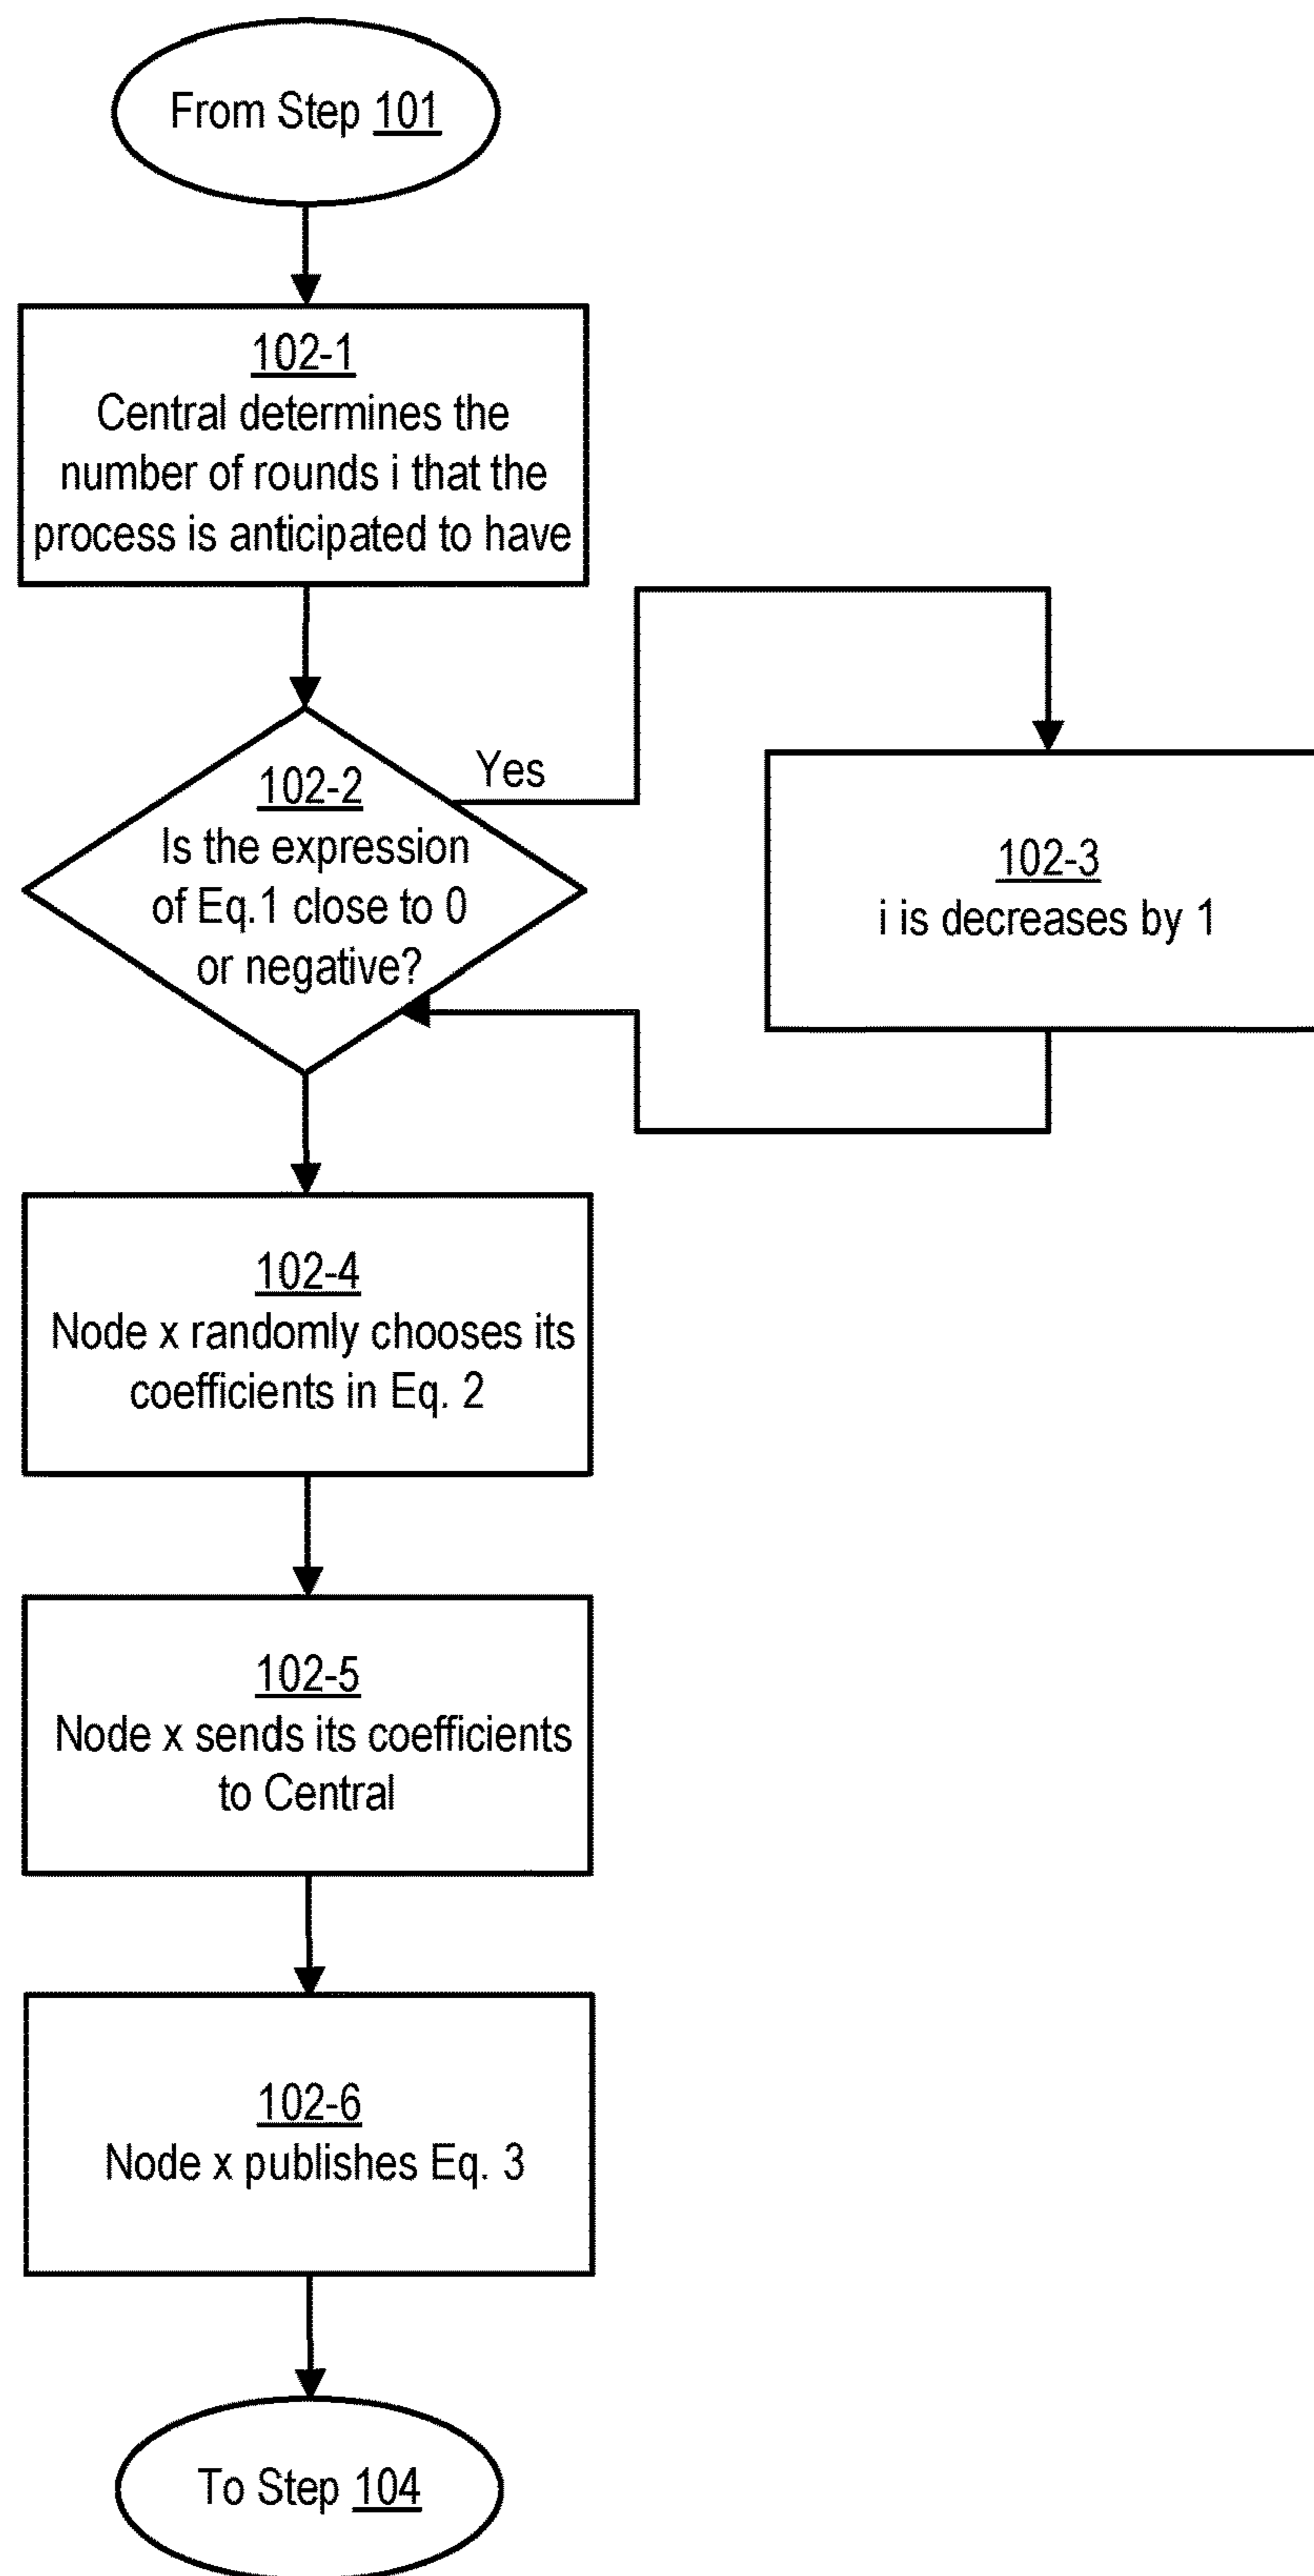 From Step 101
102-1
Central determines the
number of rounds i that the
process is anticipated to have
102-2
Is the expression
of Eq.1 close to 0
or negative?
Yes
102-3
i is decreases by 1
102-4
Node x randomly chooses its
coefficients in Eq. 2
102-5
Node x sends its coefficients
to Central
102-6
Node x publishes Eq. 3
To Step 104